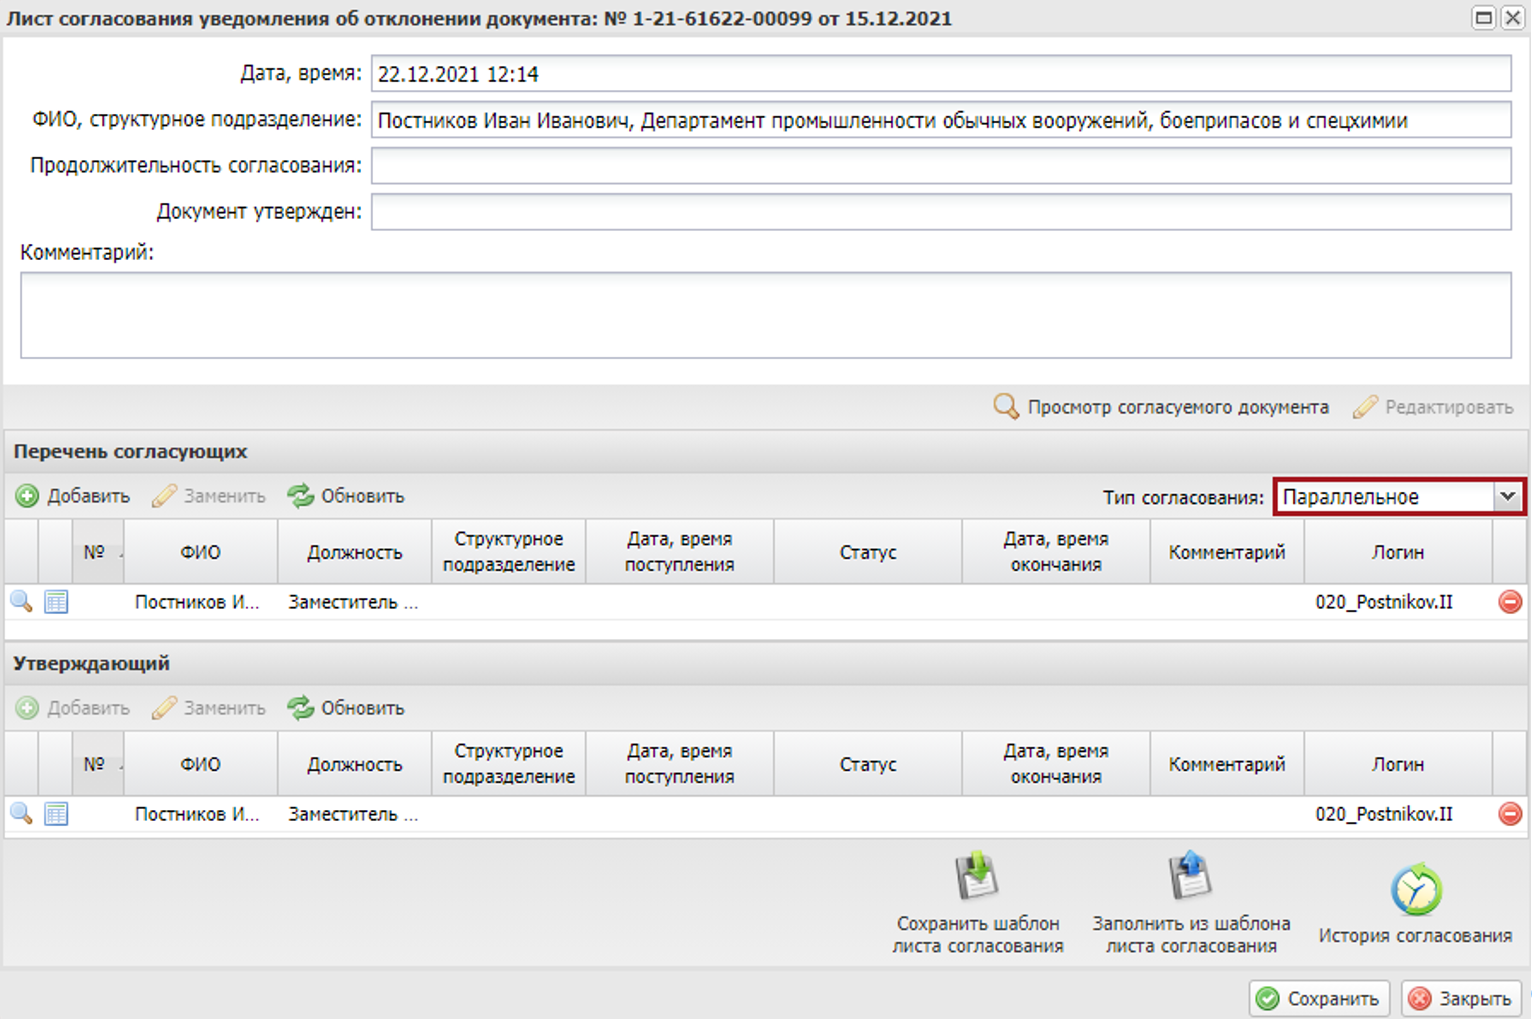 Лист согласования уведомления об отклонении документа: № 1-21-61622-00099 от 15.12.2021
Дата, время: 22.12.2021 12:14
ФИО, структурное подразделение: Постников Иван Иванович, Департамент промышленности обычных вооружений, боеприпасов и спецхимии
Продолжительность согласования:
Документ утвержден:
Комментарий:
Просмотр согласуемого документа Редактировать
Перечень согласующих
Добавить Заменить Обновить Тип согласования: Параллельное
№ ФИО Должность Структурное подразделение Дата, время поступления Статус Дата, время окончания Комментарий Логин
Постников И... Заместитель ... 020_Postnikov.II
Утверждающий
Добавить Заменить Обновить
№ ФИО Должность Структурное подразделение Дата, время поступления Статус Дата, время окончания Комментарий Логин
Постников И... Заместитель ... 020_Postnikov.II
Сохранить шаблон листа согласования
Заполнить из шаблона листа согласования
История согласования
Сохранить Закрыть